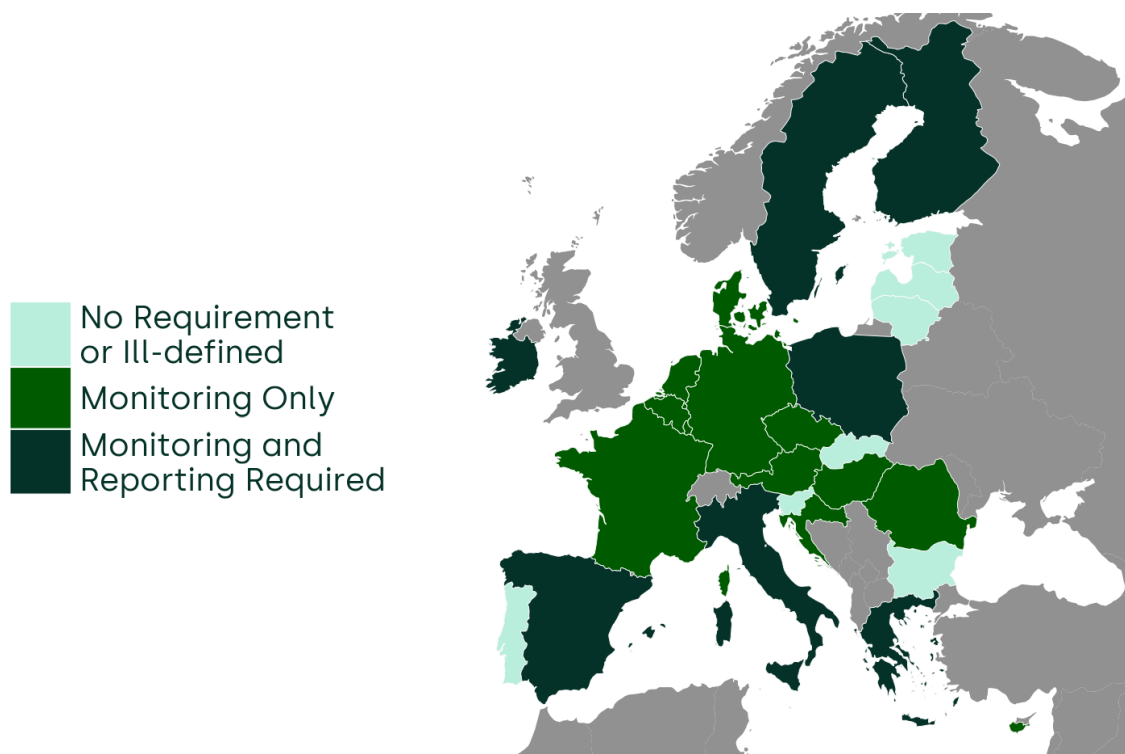 No Requirement
or Ill-defined
Monitoring Only
Monitoring and
Reporting Required